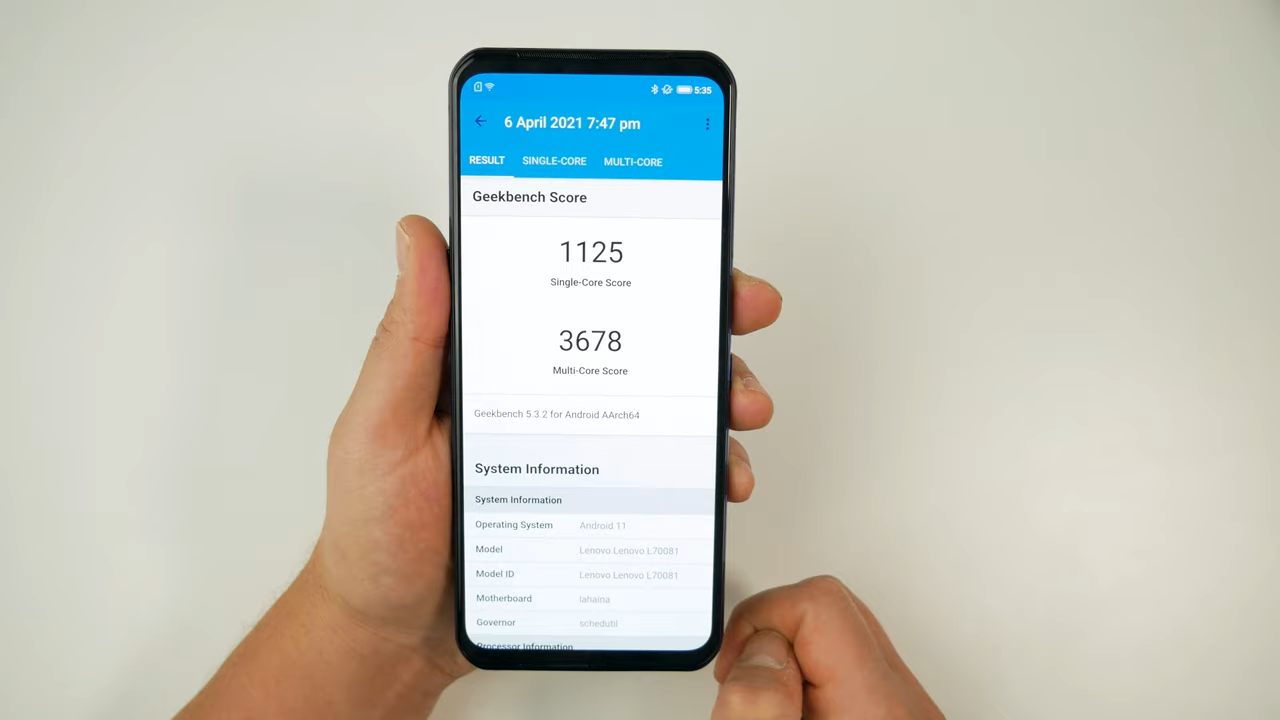 5:35
6 April 2021 7:47 pm
RESULT SINGLE-CORE MULTI-CORE
Geekbench Score
1125
Single-Core Score
3678
Multi-Core Score
Geekbench 5.3.2 for Android AArch64
System Information
System Information
Operating System Android 11
Model Lenovo Lenovo L70081
Model ID Lenovo Lenovo L70081
Motherboard lahaina
Governor schedutil
Processor Information